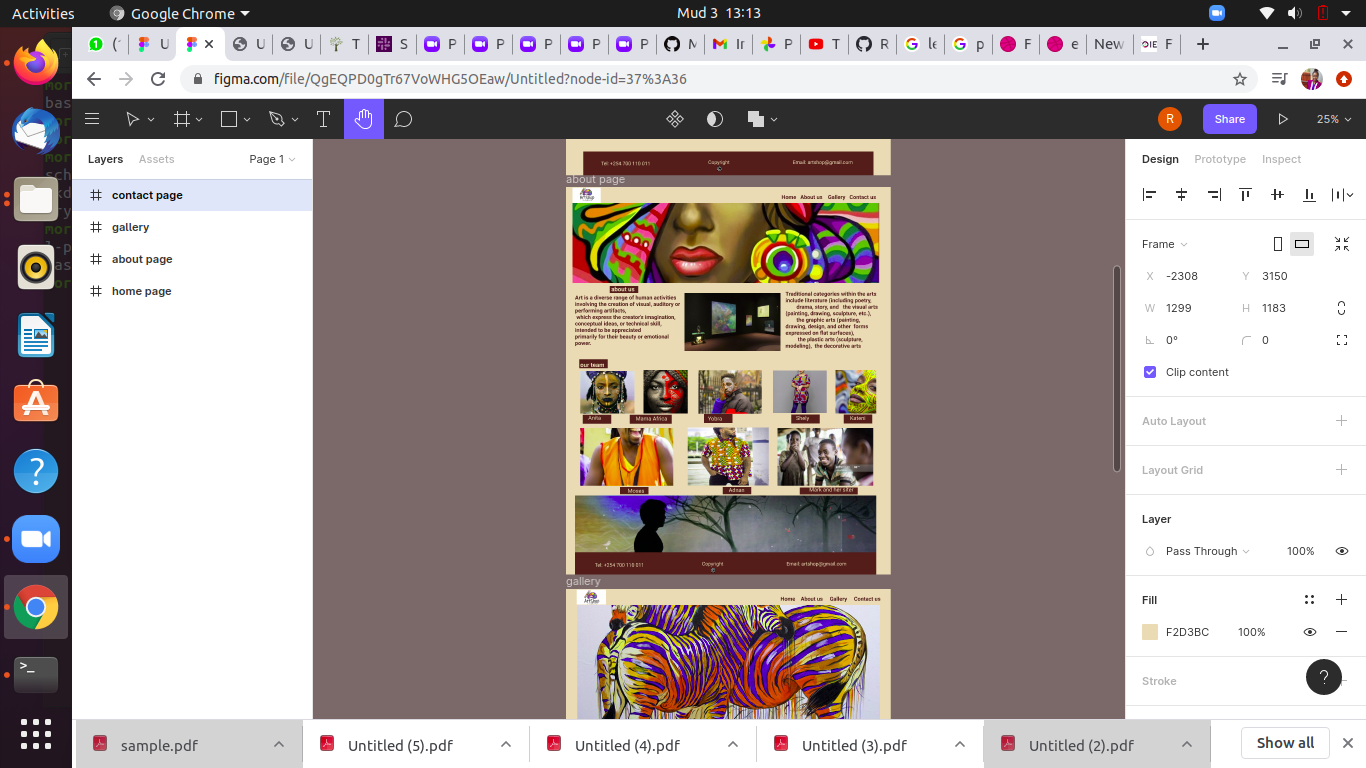 Activities
Google Chrome
Mud 3 13:13
(
U
U
U
T
S
P
P
P
P
P
M
Ir
P
T
R
le
p
F
e
New
F
figma.com/file/QgEQPD0gTr67VoWHG5OEaw/Untitled?node-id=37%3A36
R
Share
25%
Layers
Assets
Page 1
contact page
gallery
about page
home page
Tel: +254 700 110 011
Copyright
Email: artshop@gmail.com
about page
Home About us Gallery Contact us
about us
Art is a diverse range of human activities
involving the creation of visual, auditory or
performing artifacts,
which express the creator's imagination,
conceptual ideas, or technical skill,
intended to be appreciated
primarily for their beauty or emotional
power.
Traditional categories within the arts
include literature (including poetry,
drama, story, and the visual arts
(painting, drawing, sculpture, etc.),
the graphic arts (painting,
drawing, design, and other forms
expressed on flat surfaces),
the plastic arts (sculpture,
modeling), the decorative arts
our team
Anita
Mama Africa
Yobra
Shely
Kateni
Moses
Adnan
Mark and her siter
Tel: +254 700 110 011
Copyright
Email: artshop@gmail.com
gallery
Home About us Gallery Contact us
Design
Prototype
Inspect
Frame
X -2308
Y 3150
W 1299
H 1183
0°
0
Clip content
Auto Layout
Layout Grid
Layer
Pass Through
100%
Fill
F2D3BC
100%
Stroke
?
sample.pdf
Untitled (5).pdf
Untitled (4).pdf
Untitled (3).pdf
Untitled (2).pdf
Show all